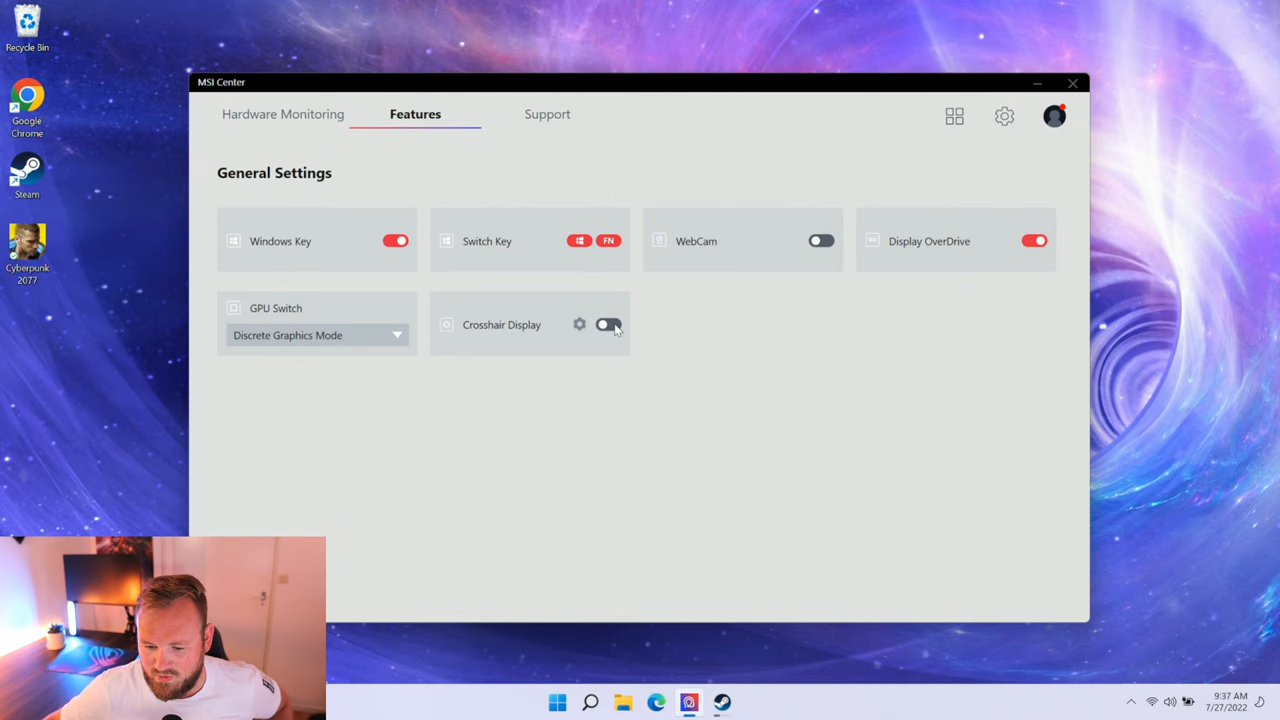 Recycle Bin
Google
Chrome
Steam
Cyberpunk
2077
MSI Center
Hardware Monitoring
Features
Support
General Settings
Windows Key
Switch Key
FN
WebCam
Display OverDrive
GPU Switch
Discrete Graphics Mode
Crosshair Display
9:37 AM
7/27/2022